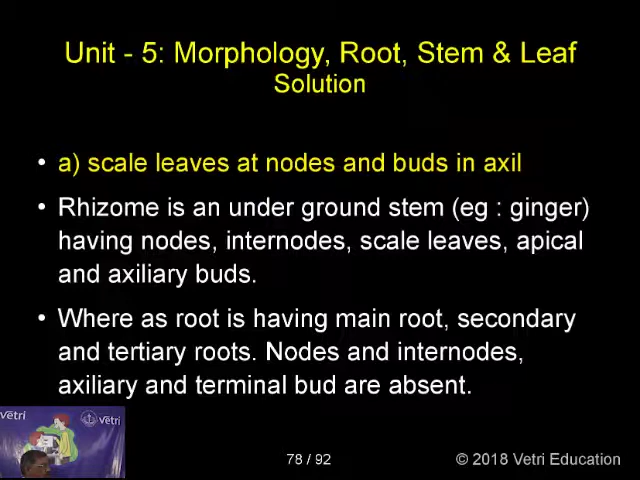 Unit - 5: Morphology, Root, Stem & Leaf
Solution
• a) scale leaves at nodes and buds in axil
• Rhizome is an under ground stem (eg : ginger)
having nodes, internodes, scale leaves, apical
and axiliary buds.
• Where as root is having main root, secondary
and tertiary roots. Nodes and internodes,
axiliary and terminal bud are absent.
Vetri
Vetri
78 / 92
© 2018 Vetri Education